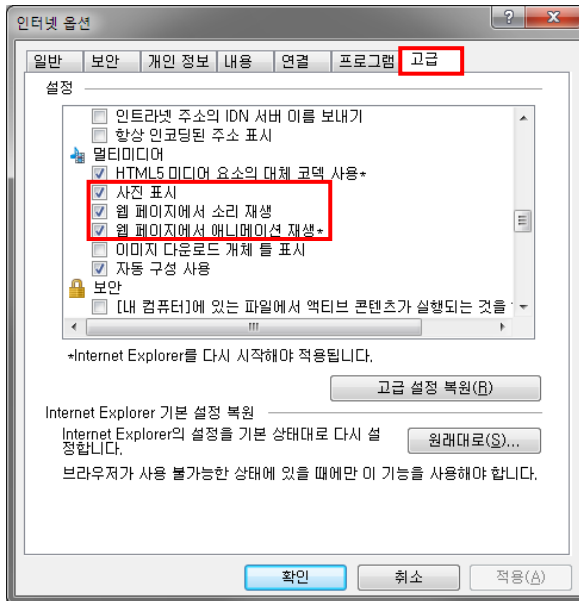 인터넷 옵션
일반 보안 개인 정보 내용 연결 프로그램 고급
설정
인트라넷 주소의 IDN 서버 이름 보내기
항상 인코딩된 주소 표시
멀티미디어
HTML5 미디어 요소의 대체 코덱 사용*
사진 표시
웹 페이지에서 소리 재생
웹 페이지에서 애니메이션 재생*
이미지 다운로드 개체 틀 표시
자동 구성 사용
보안
[내 컴퓨터]에 있는 파일에서 액티브 콘텐츠가 실행되는 것을
*Internet Explorer를 다시 시작해야 적용됩니다.
고급 설정 복원(R)
Internet Explorer 기본 설정 복원
Internet Explorer의 설정을 기본 상태대로 다시 설
정합니다.
원래대로(S)...
브라우저가 사용 불가능한 상태에 있을 때에만 이 기능을 사용해야 합니다.
확인 취소 적용(A)